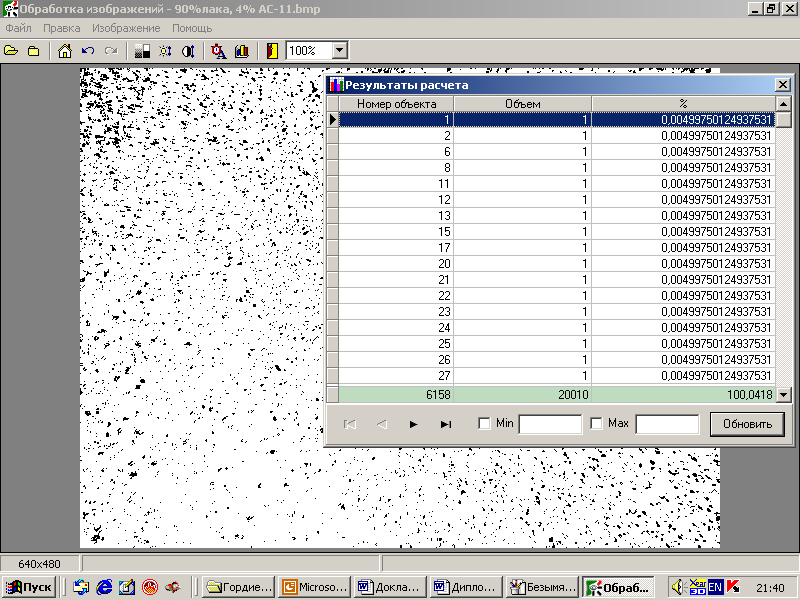 Обработка изображений - 90%лака, 4% АС-11.bmp
Файл Правка Изображение Помощь
100%
Результаты расчета
Номер объекта Объем %
1 1 0,00499750124937531
2 1 0,00499750124937531
6 1 0,00499750124937531
8 1 0,00499750124937531
11 1 0,00499750124937531
12 1 0,00499750124937531
13 1 0,00499750124937531
15 1 0,00499750124937531
17 1 0,00499750124937531
20 1 0,00499750124937531
21 1 0,00499750124937531
22 1 0,00499750124937531
23 1 0,00499750124937531
24 1 0,00499750124937531
25 1 0,00499750124937531
26 1 0,00499750124937531
27 1 0,00499750124937531
6158 20010 100,0418
Min Max Обновить
640x480
Пуск Гордие... Microso... Докла... Дипло... Безымя... Обраб... EN 21:40